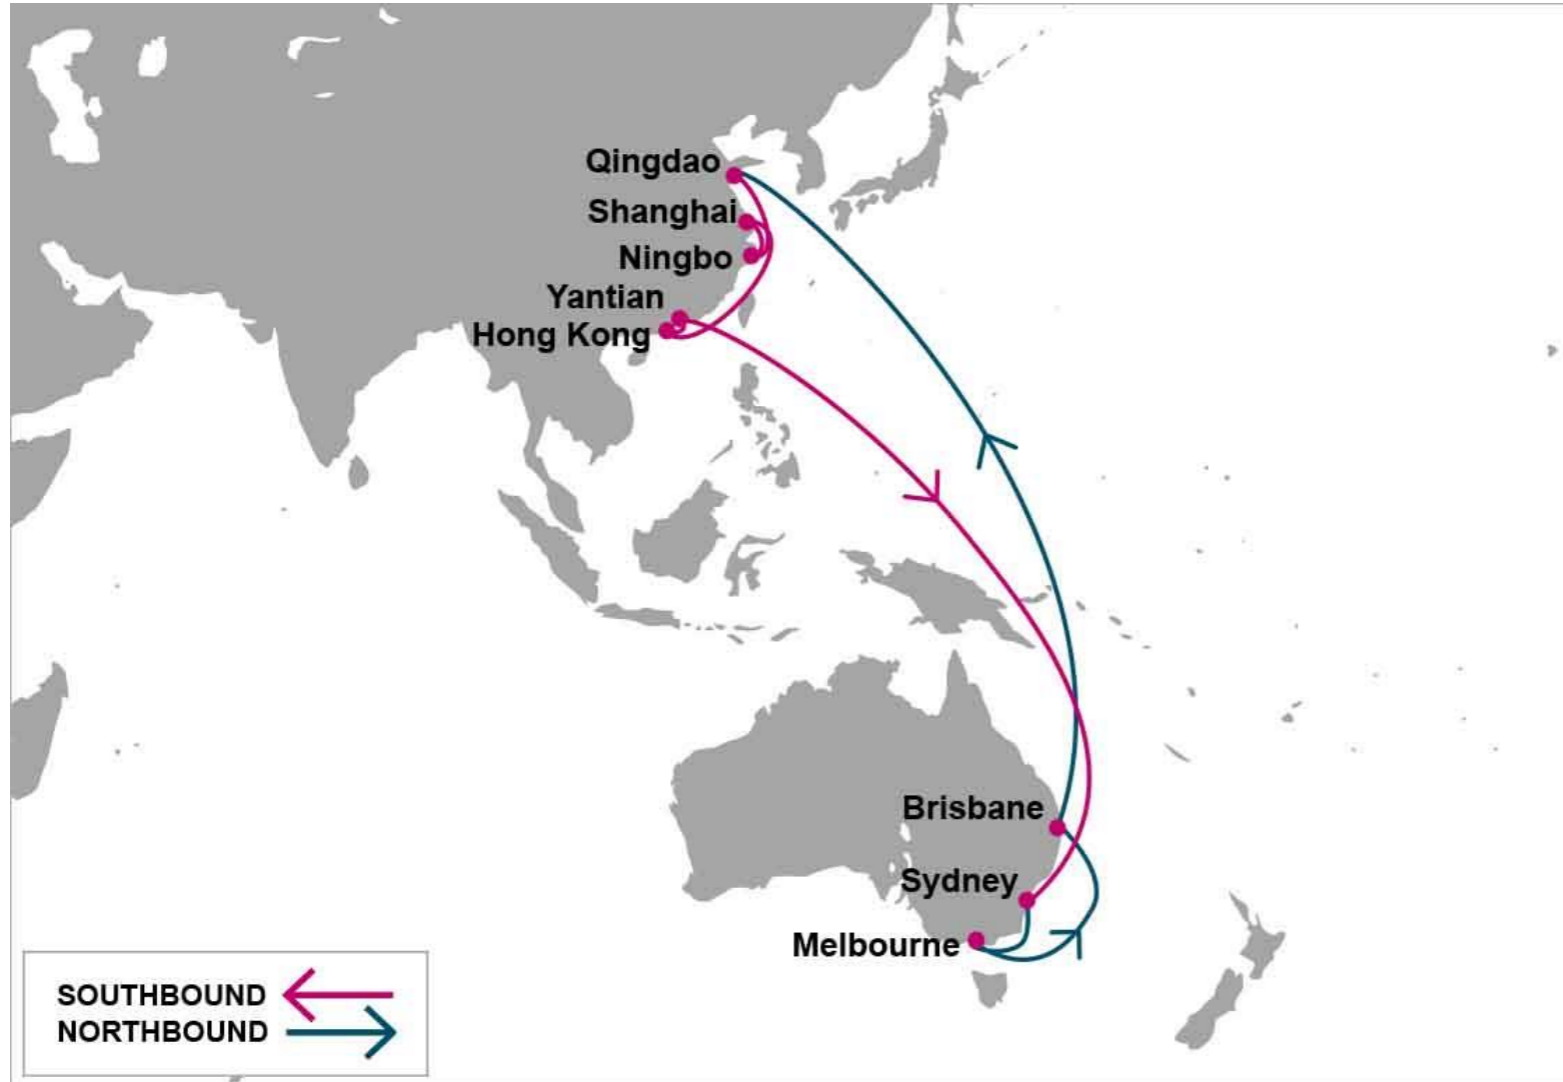 Qingdao
Shanghai
Ningbo
Yantian
Hong Kong
Brisbane
Sydney
Melbourne
SOUTHBOUND
NORTHBOUND